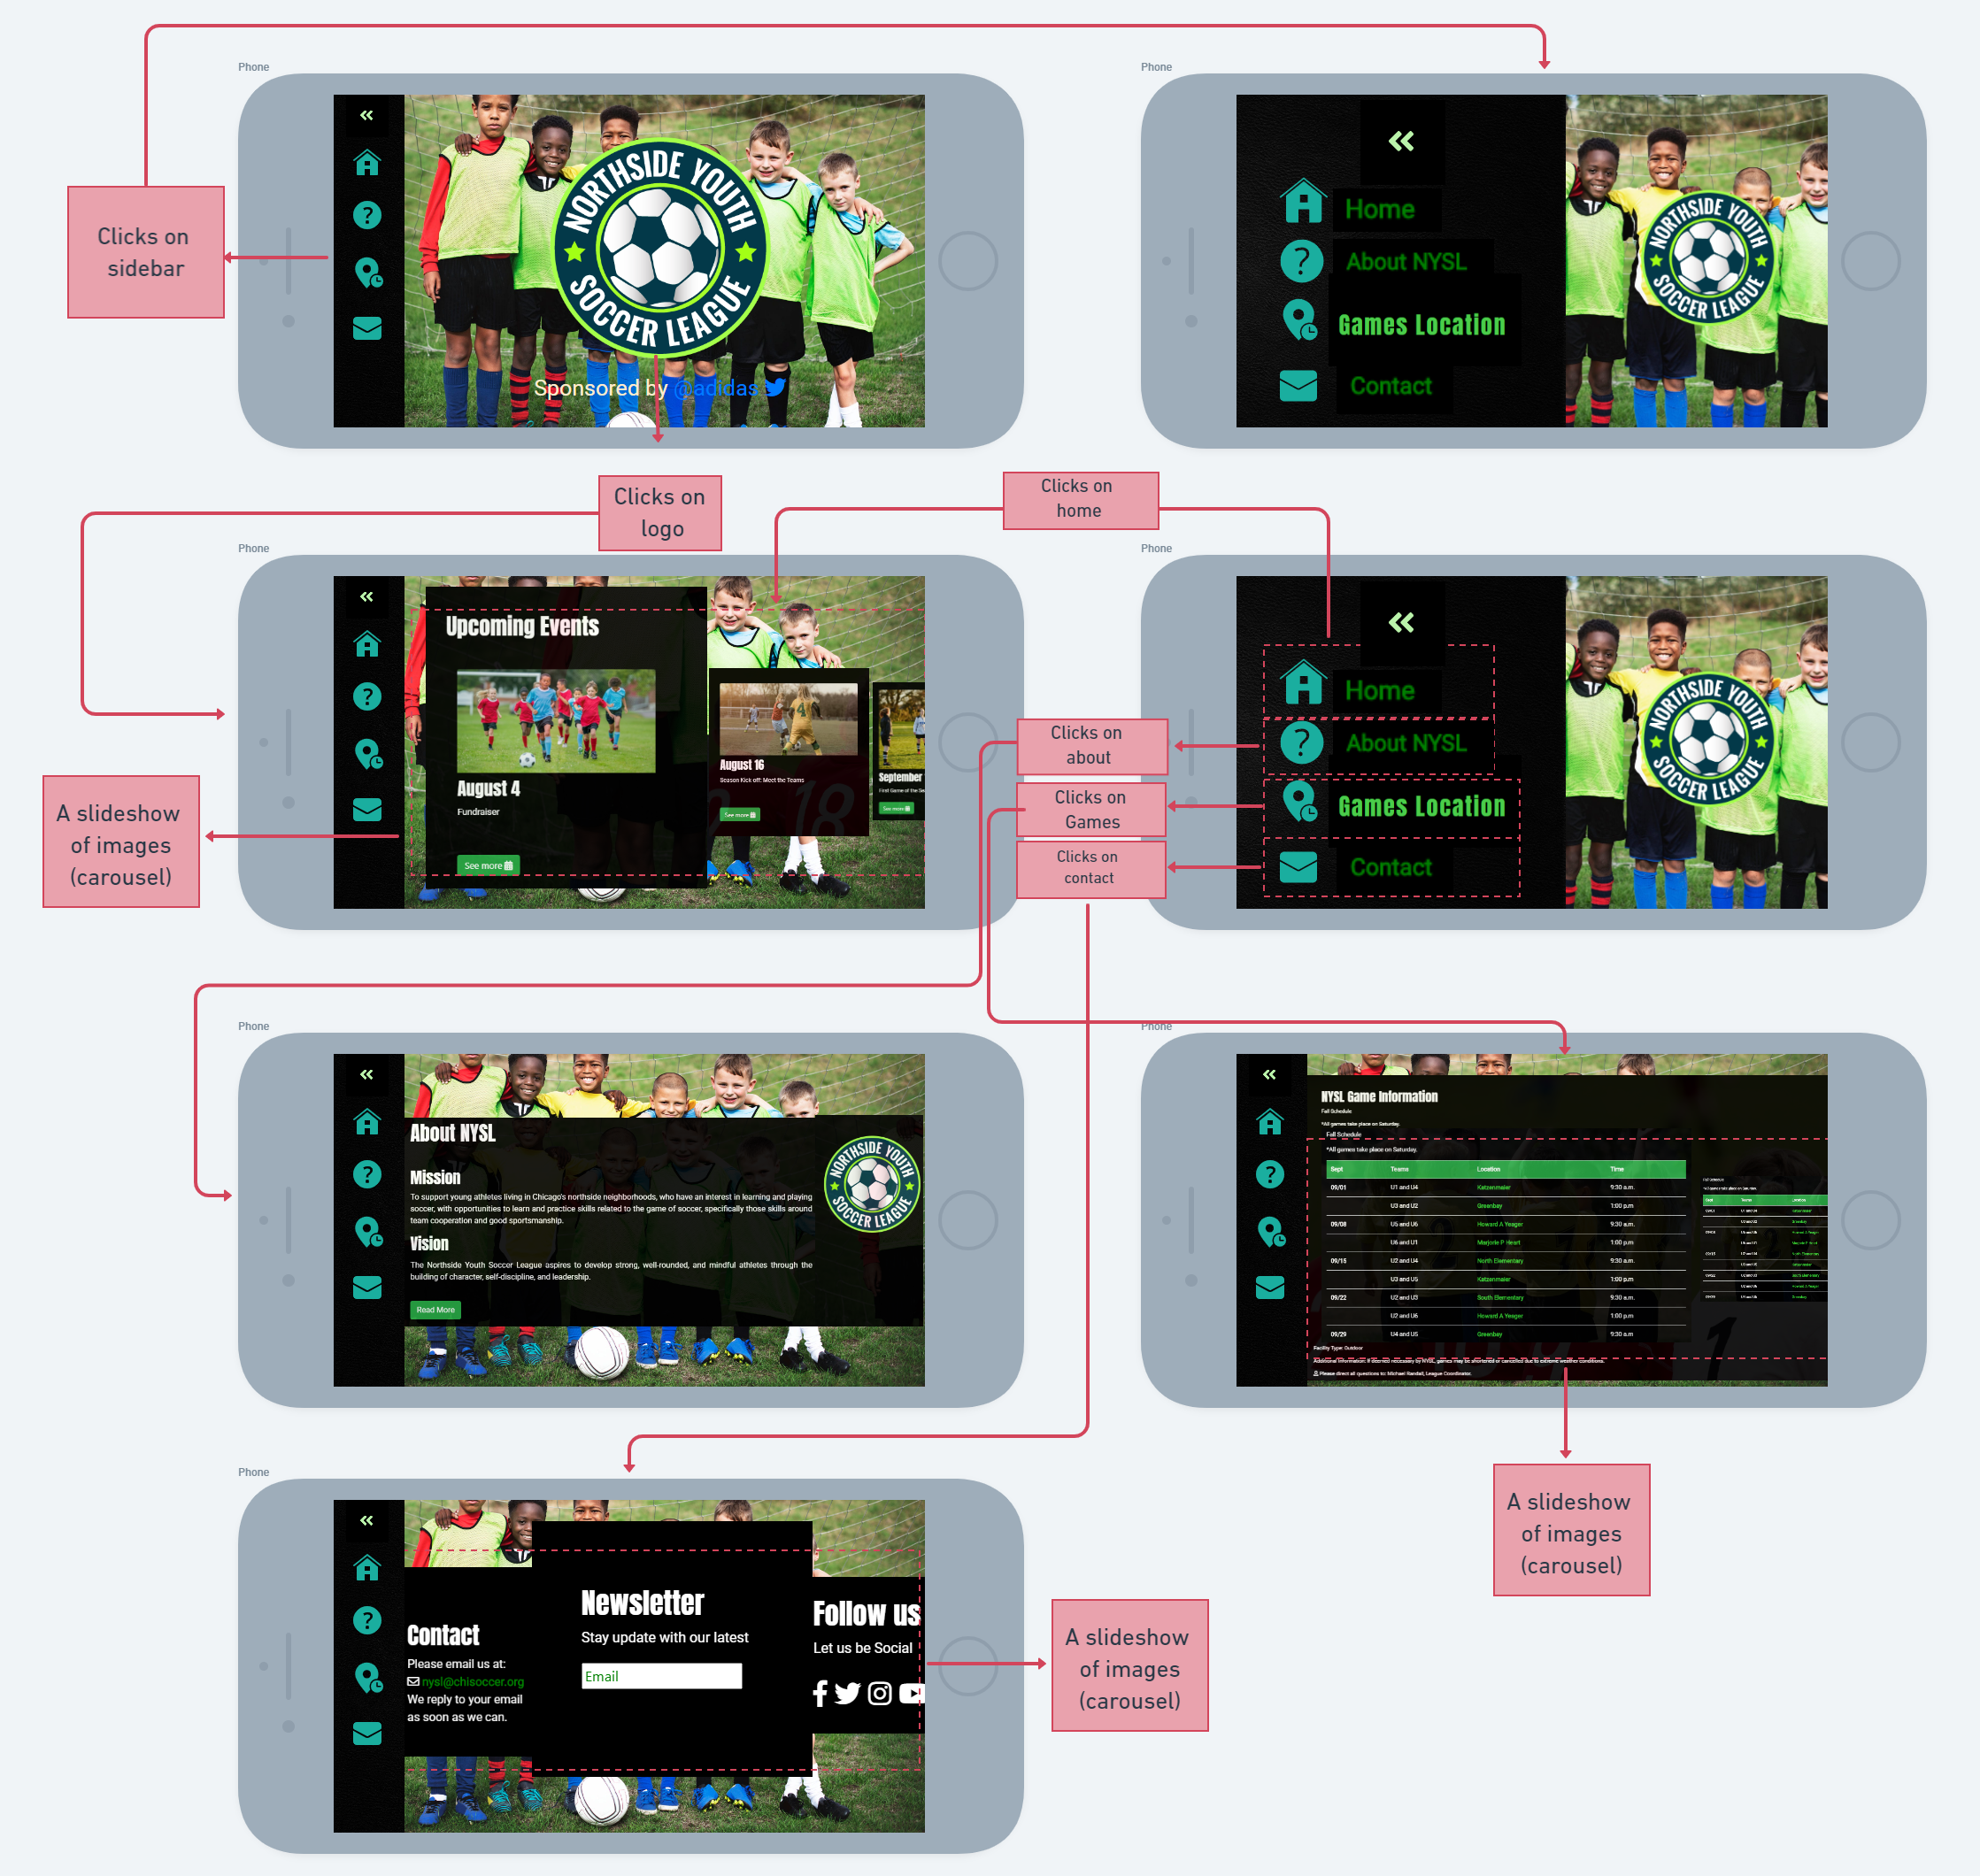 Phone
Phone
Clicks on
sidebar
NORTHSIDE YOUTH
SOCCER LEAGUE
Sponsored by @adidas
Home
About NYSL
Games Location
Contact
NORTHSIDE YOUTH
SOCCER LEAGUE
Clicks on
logo
Clicks on
home
Phone
Phone
Upcoming Events
August 4
Fundraiser
See more
August 16
Season Kick off: Meet the Teams
See more
18
September
First Game of the Sea
See more
A slideshow
of images
(carousel)
Clicks on
about
Clicks on
Games
Clicks on
contact
Home
About NYSL
Games Location
Contact
NORTHSIDE YOUTH
SOCCER LEAGUE
Phone
Phone
About NYSL
Mission
To support young athletes living in Chicago's northside neighborhoods, who have an interest in learning and playing
soccer, with opportunities to learn and practice skills related to the game of soccer, specifically those skills around
team cooperation and good sportsmanship.
Vision
The Northside Youth Soccer League aspires to develop strong, well-rounded, and mindful athletes through the
building of character, self-discipline, and leadership.
Read More
NORTHSIDE YOUTH
SOCCER LEAGUE
NYSL Game Information
Fall Schedule
*All games take place on Saturday.
Fall Schedule
*All games take place on Saturday.
Sept Teams Location Time
09/01 U1 and U4 Katzenmaier 9:30 a.m.
U3 and U2 Greenbay 1:00 p.m
09/08 U5 and U6 Howard A Yeager 9:30 a.m.
U6 and U1 Marjorie P Heart 1:00 p.m
09/15 U2 and U4 North Elementary 9:30 a.m.
U3 and U5 Katzenmaier 1:00 p.m
09/22 U2 and U3 South Elementary 9:30 a.m.
U2 and U6 Howard A Yeager 1:00 p.m
09/29 U4 and U5 Greenbay 9:30 a.m
Facility Type: Outdoor
Additional Information: If deemed necessary by NYSL, games may be shortened or cancelled due to extreme weather conditions.
Please direct all questions to: Michael Randall, League Coordinator.
A slideshow
of images
(carousel)
Phone
Contact
Please email us at:
nysl@chisoccer.org
We reply to your email
as soon as we can.
Newsletter
Stay update with our latest
Email
Follow us
Let us be Social
A slideshow
of images
(carousel)